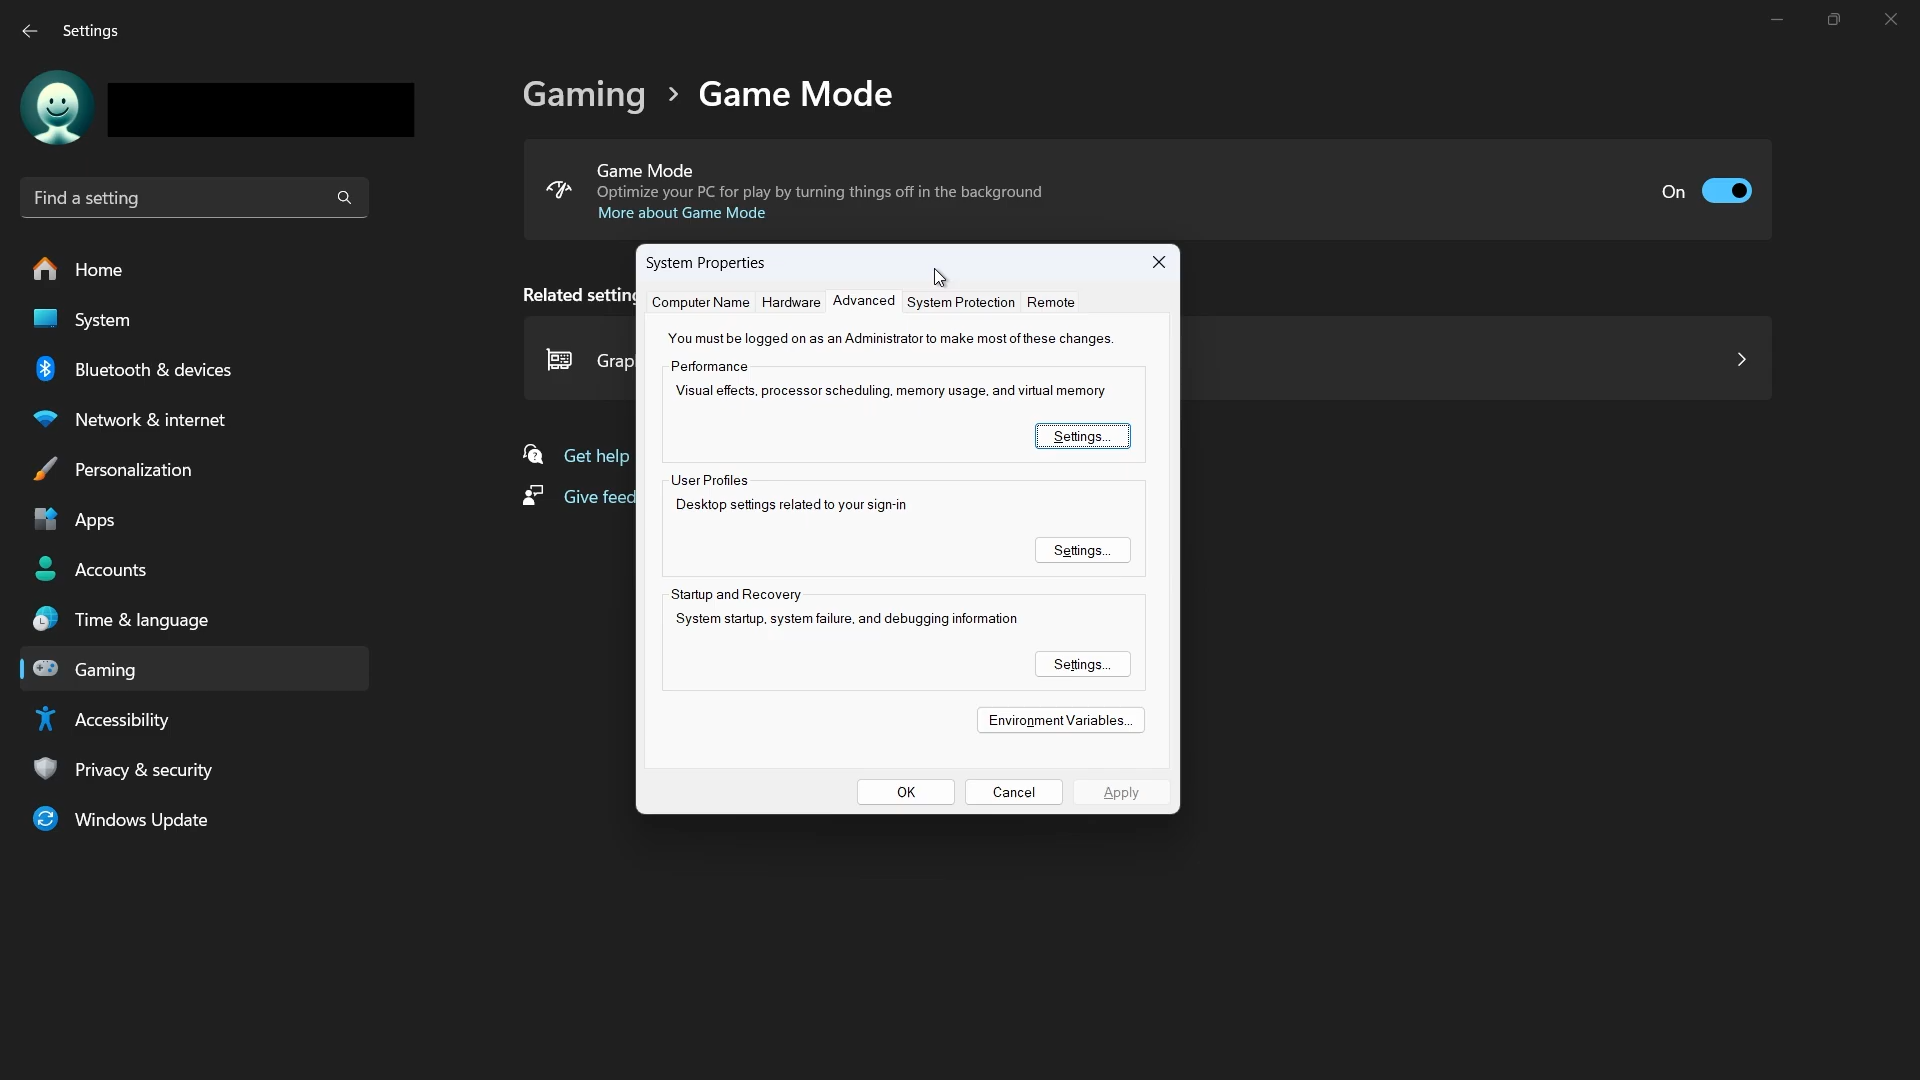 Settings
Find a setting
Home
System
Bluetooth & devices
Network & internet
Personalization
Apps
Accounts
Time & language
Gaming
Accessibility
Privacy & security
Windows Update
Gaming > Game Mode
Game Mode
Optimize your PC for play by turning things off in the background
More about Game Mode
On
Related setting
Grap
Get help
Give feed
System Properties
Computer Name Hardware Advanced System Protection Remote
You must be logged on as an Administrator to make most of these changes.
Performance
Visual effects, processor scheduling, memory usage, and virtual memory
Settings...
User Profiles
Desktop settings related to your sign-in
Settings...
Startup and Recovery
System startup, system failure, and debugging information
Settings...
Environment Variables...
OK Cancel Apply